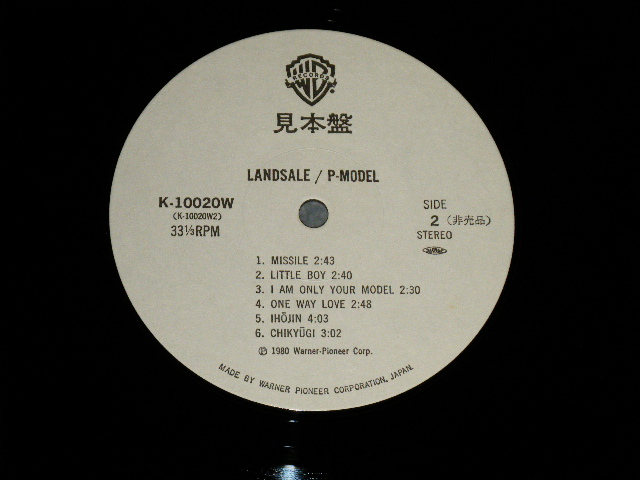 WB
RECORDS
見本盤
LANDSALE / P-MODEL
K-10020W
(K-10020W2)
33⅓RPM
SIDE
2 (非売品)
STEREO
1. MISSILE 2:43
2. LITTLE BOY 2:40
3. I AM ONLY YOUR MODEL 2:30
4. ONE WAY LOVE 2:48
5. IHŌJIN 4:03
6. CHIKYŪGI 3:02
Ⓟ 1980 Warner-Pioneer Corp.
MADE BY WARNER PIONEER CORPORATION, JAPAN.